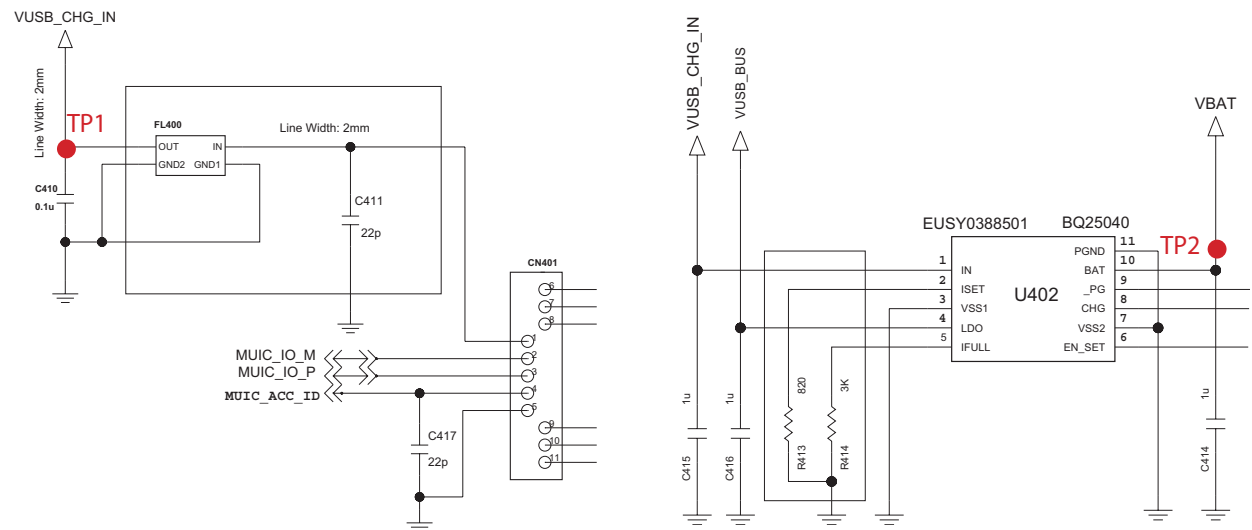 VUSB_CHG_IN
Line Width: 2mm
TP1
FL400
OUT IN
GND2 GND1
Line Width: 2mm
C410
0.1u
C411
22p
CN401
6
7
8
1
2
3
4
5
9
10
11
MUIC_IO_M
MUIC_IO_P
MUIC_ACC_ID
C417
22p
VUSB_CHG_IN
VUSB_BUS
VBAT
TP2
EUSY0388501 BQ25040
U402
1 IN
2 ISET
3 VSS1
4 LDO
5 IFULL
PGND 11
BAT 10
_PG 9
CHG 8
VSS2 7
EN_SET 6
1u
C415
1u
C416
820
R413
3K
R414
1u
C414